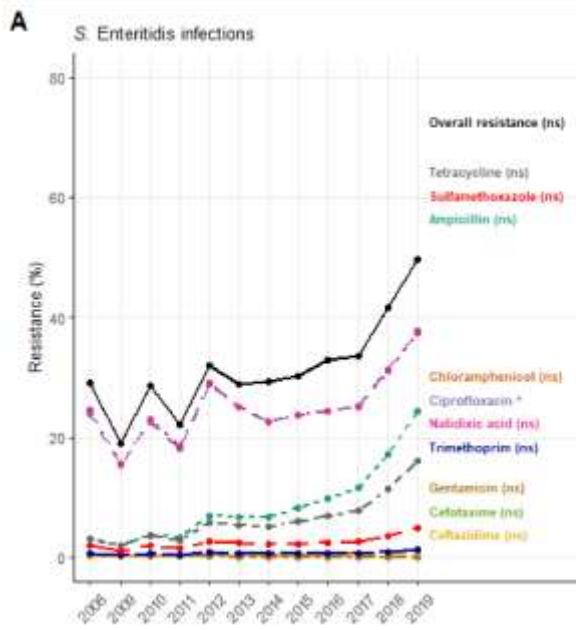 A
S. Enteritidis infections
80
60
40
20
0
Resistance (%)
Overall resistance (ns)
Tetracycline (ns)
Sulfamethoxazole (ns)
Ampicillin (ns)
Chloramphenicol (ns)
Ciprofloxacin *
Nalidixic acid (ns)
Trimethoprim (ns)
Gentamicin (ns)
Cefotaxime (ns)
Ceftazidime (ns)
2008 2009 2010 2011 2012 2013 2014 2015 2016 2017 2018 2019